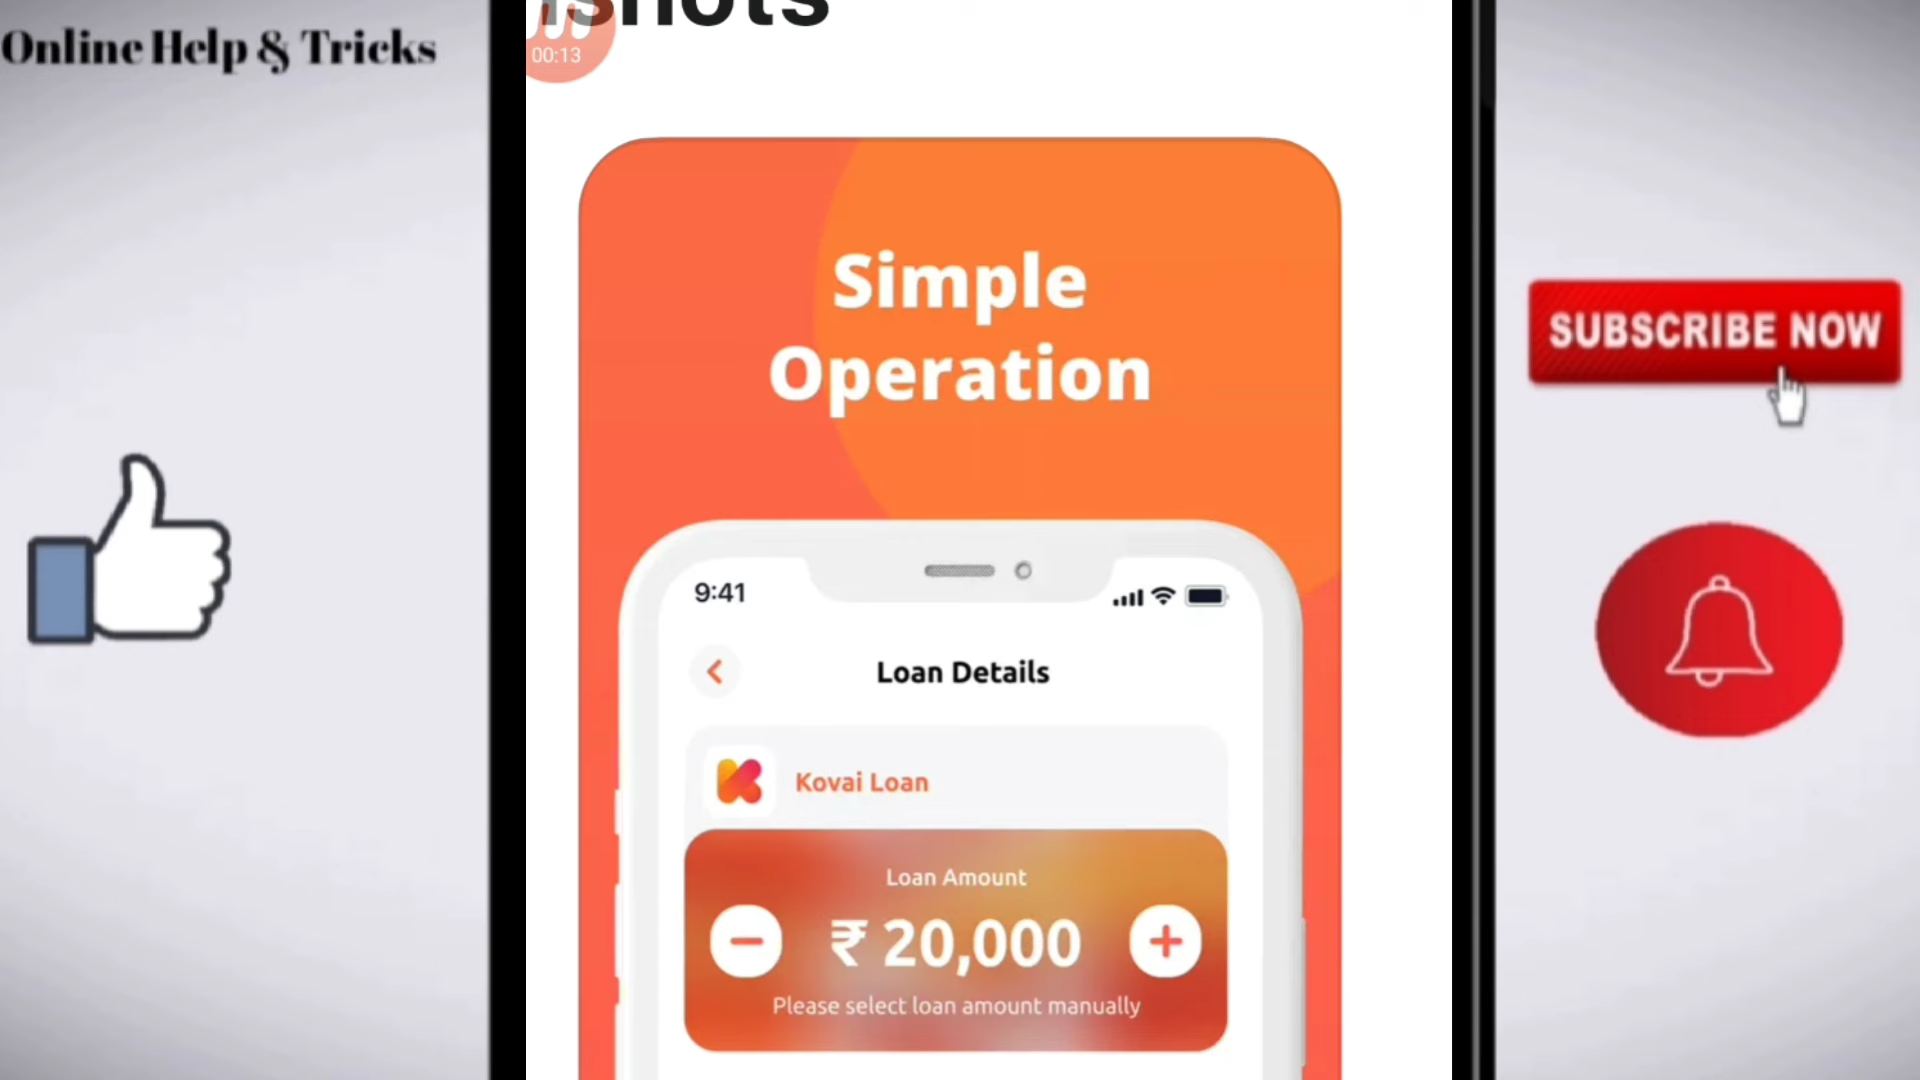 Online Help & Tricks
shots
00:13
Simple
Operation
9:41
Loan Details
Kovai Loan
Loan Amount
₹ 20,000
Please select loan amount manually
SUBSCRIBE NOW